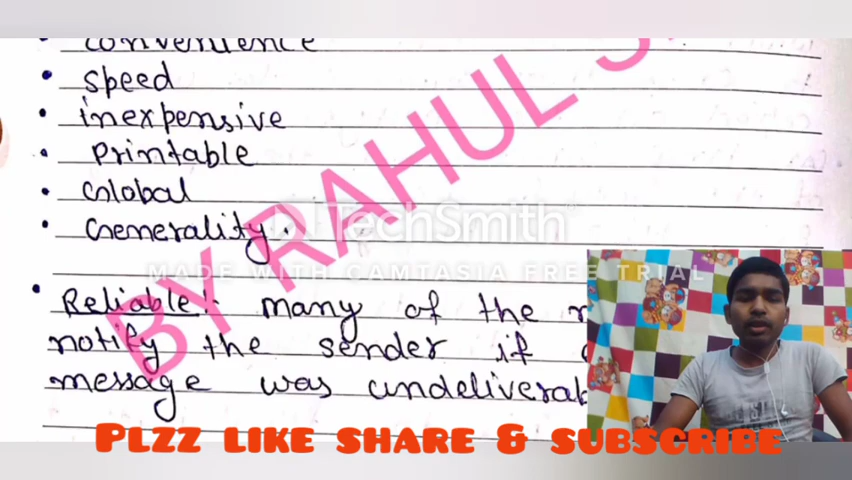 • convenience
• speed
• inexpensive
• Printable
• Global
• Generality.
• Reliable:- many of the
notify the sender if
message was undeliverab
BY RAHUL
TechSmith
MADE WITH CAMTASIA FREE TRIAL
PLZZ LIKE SHARE & SUBSCRIBE